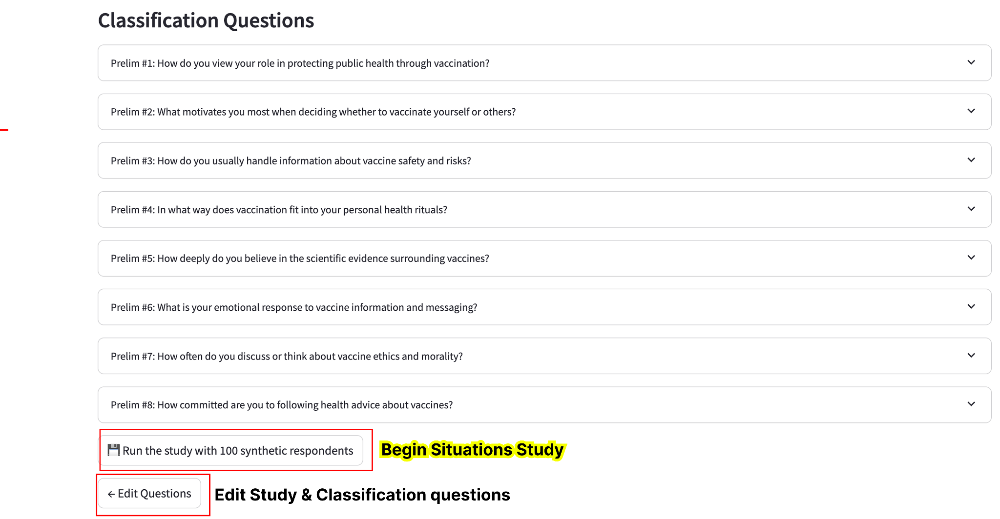 Classification Questions
Prelim #1: How do you view your role in protecting public health through vaccination?
Prelim #2: What motivates you most when deciding whether to vaccinate yourself or others?
Prelim #3: How do you usually handle information about vaccine safety and risks?
Prelim #4: In what way does vaccination fit into your personal health rituals?
Prelim #5: How deeply do you believe in the scientific evidence surrounding vaccines?
Prelim #6: What is your emotional response to vaccine information and messaging?
Prelim #7: How often do you discuss or think about vaccine ethics and morality?
Prelim #8: How committed are you to following health advice about vaccines?
💾 Run the study with 100 synthetic respondents Begin Situations Study
← Edit Questions Edit Study & Classification questions